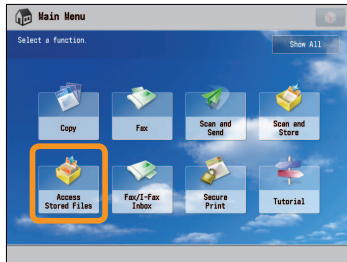 Main Menu
Select a function.
Show All
Copy
Fax
Scan and
Send
Scan and
Store
Access
Stored Files
Fax/I-Fax
Inbox
Secure
Print
Tutorial